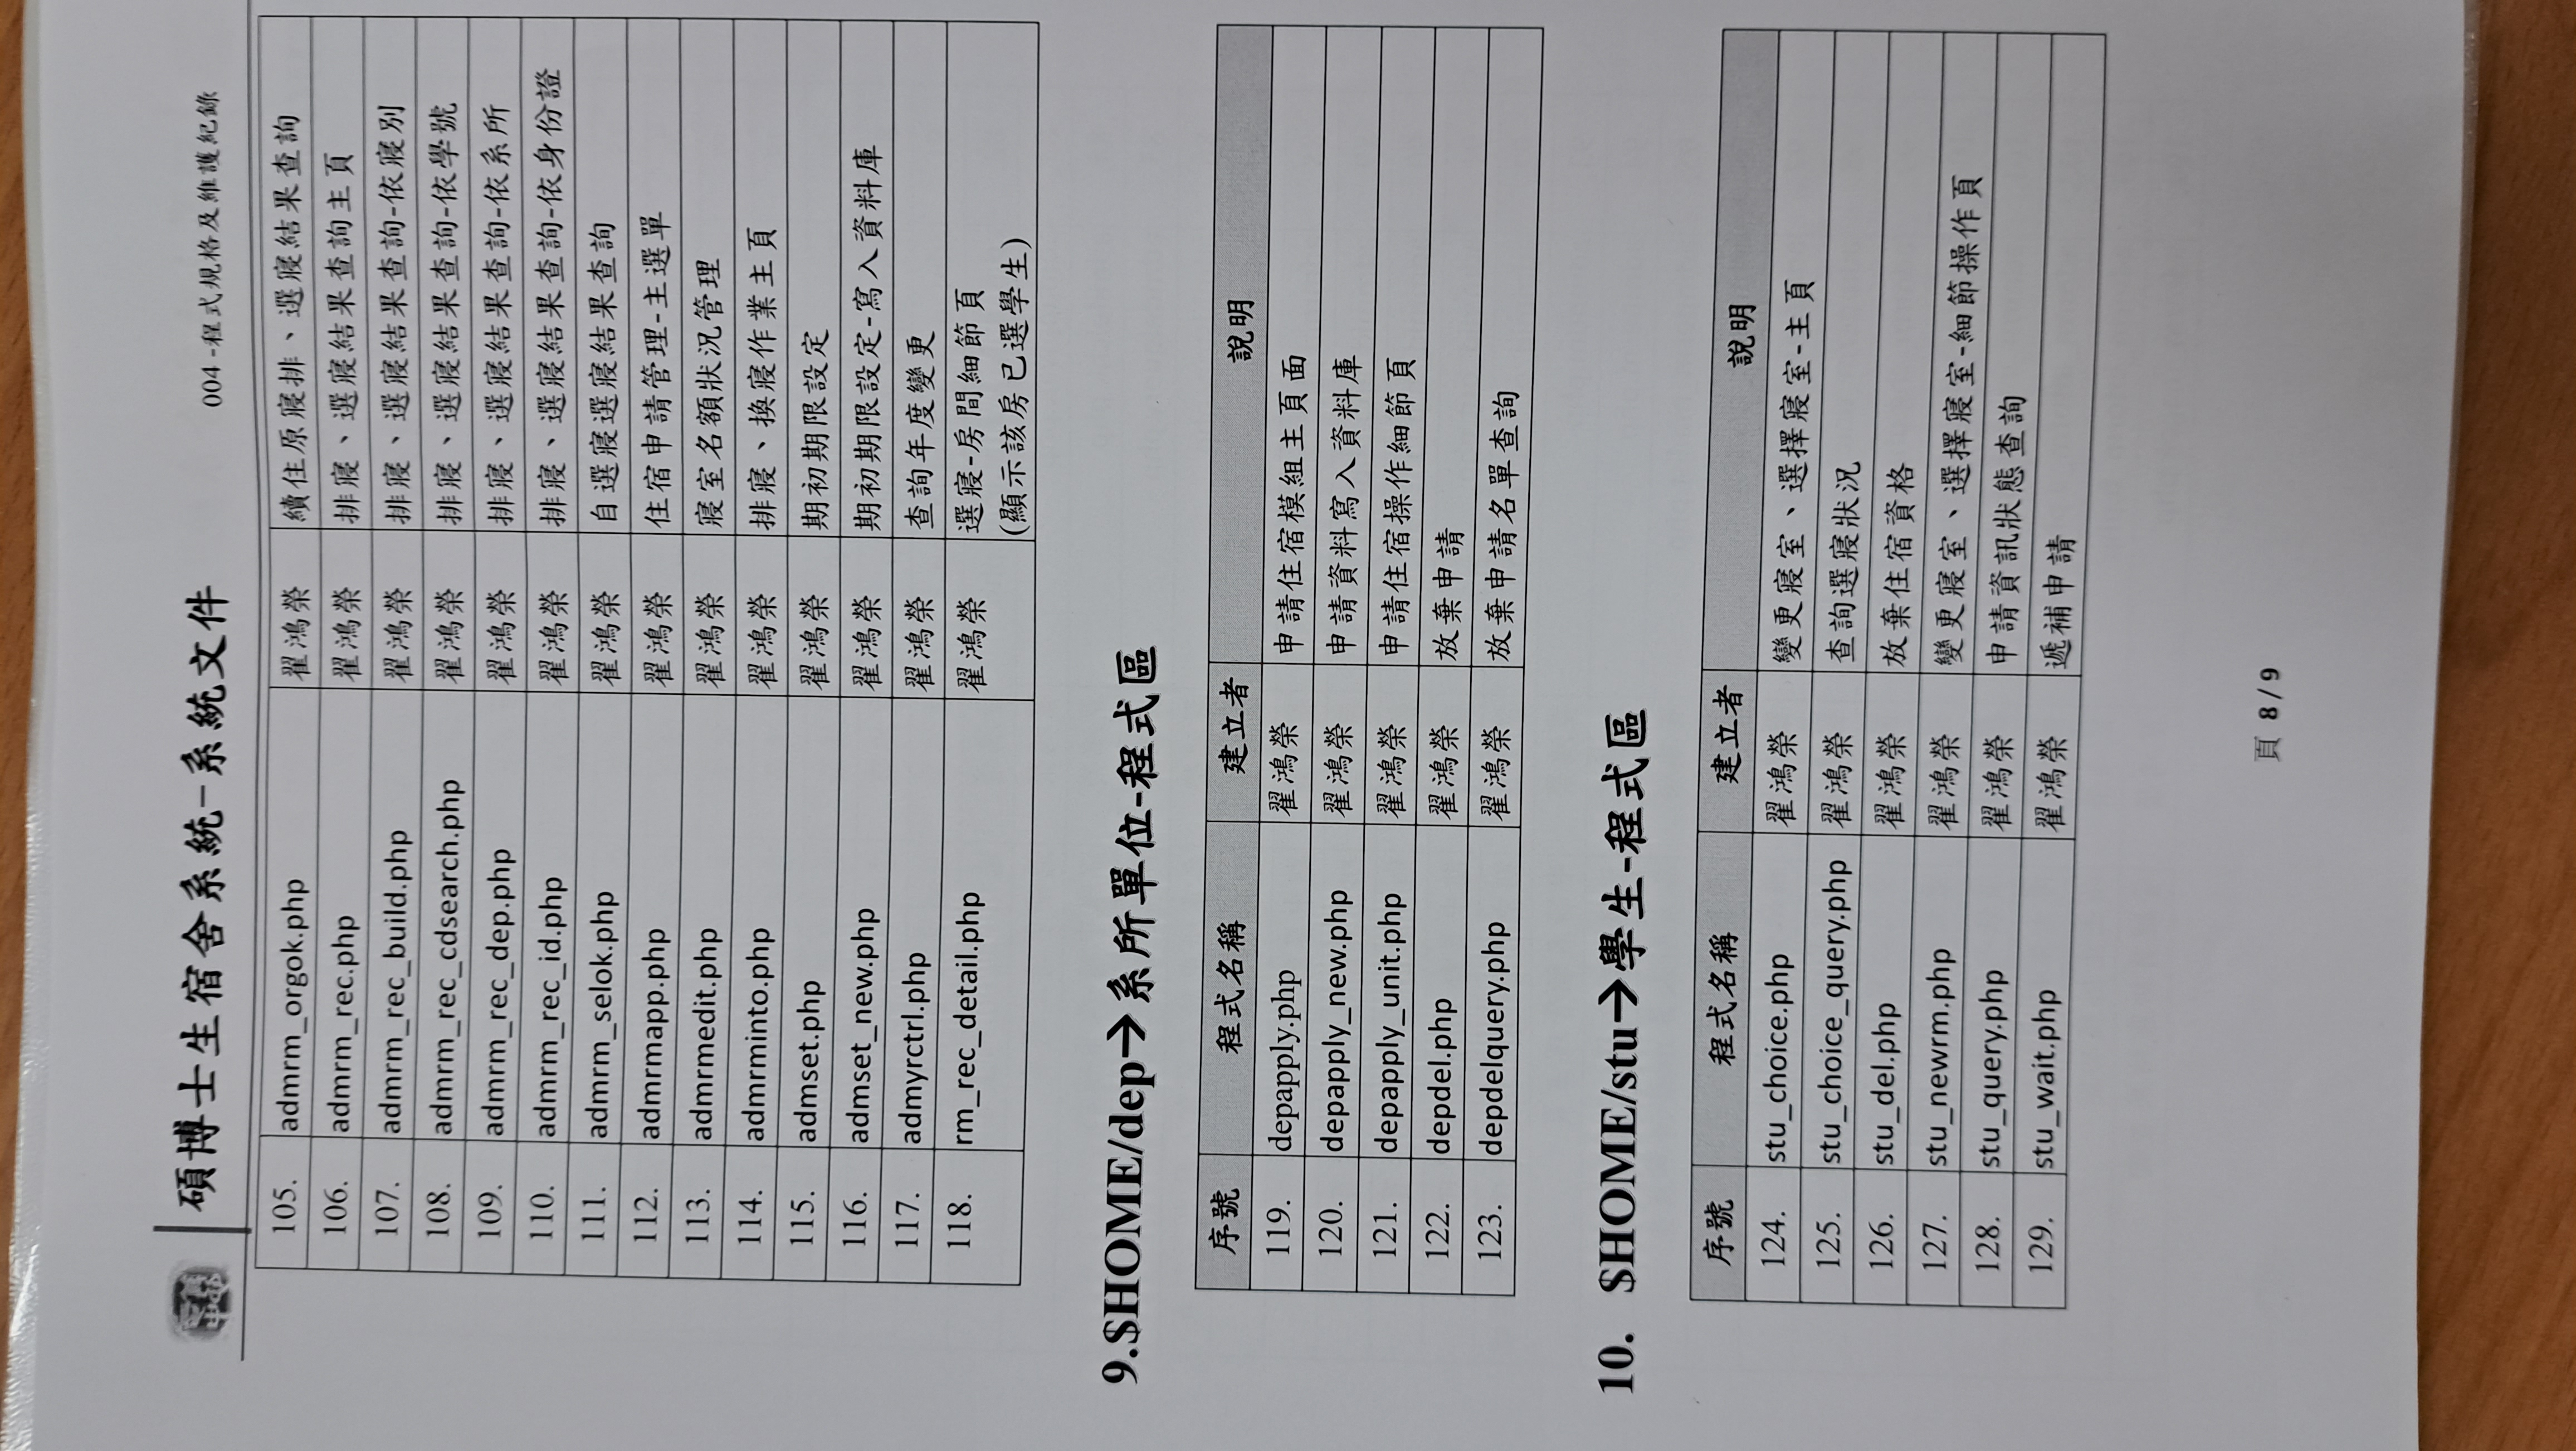 碩博士生宿舍系統-系統文件 004 -程式規格及維護紀錄
105. admrm_orgok.php 翟鴻榮 續住原寢排、選寢結果查詢
106. admrm_rec.php 翟鴻榮 排寢、選寢結果查詢主頁
107. admrm_rec_build.php 翟鴻榮 排寢、選寢結果查詢-依寢別
108. admrm_rec_cdsearch.php 翟鴻榮 排寢、選寢結果查詢-依學號
109. admrm_rec_dep.php 翟鴻榮 排寢、選寢結果查詢-依系所
110. admrm_rec_id.php 翟鴻榮 排寢、選寢結果查詢-依身份證
111. admrm_selok.php 翟鴻榮 自選寢選寢結果查詢
112. admrmapp.php 翟鴻榮 住宿申請管理-主選單
113. admrmedit.php 翟鴻榮 寢室名額狀況管理
114. admrminto.php 翟鴻榮 排寢、換寢作業主頁
115. admset.php 翟鴻榮 期初期限設定
116. admset_new.php 翟鴻榮 期初期限設定-寫入資料庫
117. admyrctrl.php 翟鴻榮 查詢年度變更
118. rm_rec_detail.php 翟鴻榮 選寢-房間細節頁
(顯示該房已選學生)
9.$HOME/dep→系所單位-程式區
序號 程式名稱 建立者 說明
119. depapply.php 翟鴻榮 申請住宿模組主頁面
120. depapply_new.php 翟鴻榮 申請資料寫入資料庫
121. depapply_unit.php 翟鴻榮 申請住宿操作細節頁
122. depdel.php 翟鴻榮 放棄申請
123. depdelquery.php 翟鴻榮 放棄申請名單查詢
10. $HOME/stu→學生-程式區
序號 程式名稱 建立者 說明
124. stu_choice.php 翟鴻榮 變更寢室、選擇寢室-主頁
125. stu_choice_query.php 翟鴻榮 查詢選寢狀況
126. stu_del.php 翟鴻榮 放棄住宿資格
127. stu_newrm.php 翟鴻榮 變更寢室、選擇寢室-細節操作頁
128. stu_query.php 翟鴻榮 申請資訊狀態查詢
129. stu_wait.php 翟鴻榮 遞補申請
頁 8 / 9